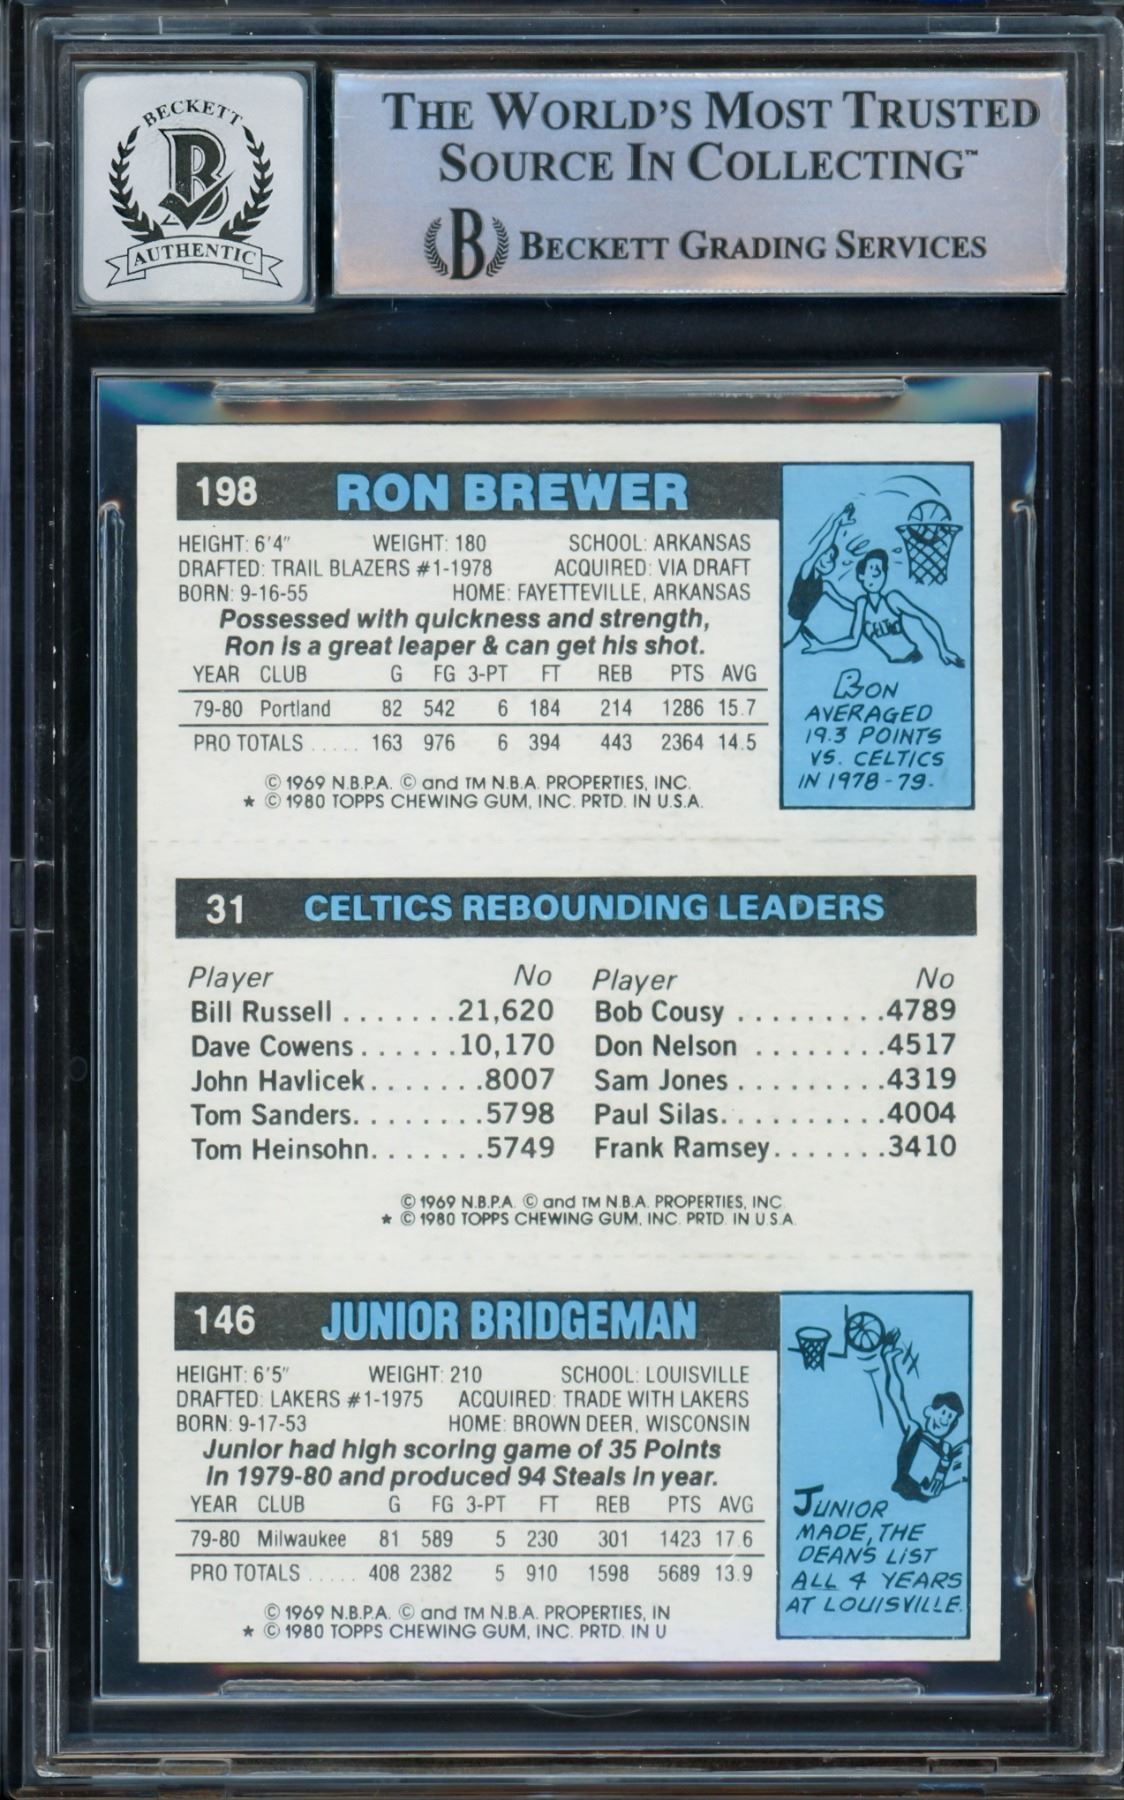 BECKETT
B
AUTHENTIC
THE WORLD'S MOST TRUSTED
SOURCE IN COLLECTING™
B BECKETT GRADING SERVICES
198 RON BREWER
HEIGHT: 6'4" WEIGHT: 180 SCHOOL: ARKANSAS
DRAFTED: TRAIL BLAZERS #1-1978 ACQUIRED: VIA DRAFT
BORN: 9-16-55 HOME: FAYETTEVILLE, ARKANSAS
Possessed with quickness and strength,
Ron is a great leaper & can get his shot.
YEAR CLUB G FG 3-PT FT REB PTS AVG
79-80 Portland 82 542 6 184 214 1286 15.7
PRO TOTALS ..... 163 976 6 394 443 2364 14.5
© 1969 N.B.P.A. © and TM N.B.A. PROPERTIES, INC.
★ © 1980 TOPPS CHEWING GUM, INC. PRTD. IN U.S.A.
CELTIC
RON
AVERAGED
19.3 POINTS
VS. CELTICS
IN 1978-79.
31 CELTICS REBOUNDING LEADERS
Player No Player No
Bill Russell .......21,620 Bob Cousy .........4789
Dave Cowens......10,170 Don Nelson ........4517
John Havlicek.......8007 Sam Jones .........4319
Tom Sanders........5798 Paul Silas..........4004
Tom Heinsohn.......5749 Frank Ramsey.......3410
© 1969 N.B.P.A. © and TM N.B.A. PROPERTIES, INC.
★ © 1980 TOPPS CHEWING GUM, INC. PRTD. IN U.S.A.
146 JUNIOR BRIDGEMAN
HEIGHT: 6'5" WEIGHT: 210 SCHOOL: LOUISVILLE
DRAFTED: LAKERS #1-1975 ACQUIRED: TRADE WITH LAKERS
BORN: 9-17-53 HOME: BROWN DEER, WISCONSIN
Junior had high scoring game of 35 Points
in 1979-80 and produced 94 Steals in year.
YEAR CLUB G FG 3-PT FT REB PTS AVG
79-80 Milwaukee 81 589 5 230 301 1423 17.6
PRO TOTALS ..... 408 2382 5 910 1598 5689 13.9
© 1969 N.B.P.A. © and TM N.B.A. PROPERTIES, IN
★ © 1980 TOPPS CHEWING GUM, INC. PRTD. IN U
JUNIOR
MADE, THE
DEAN'S LIST
ALL 4 YEARS
AT LOUISVILLE.